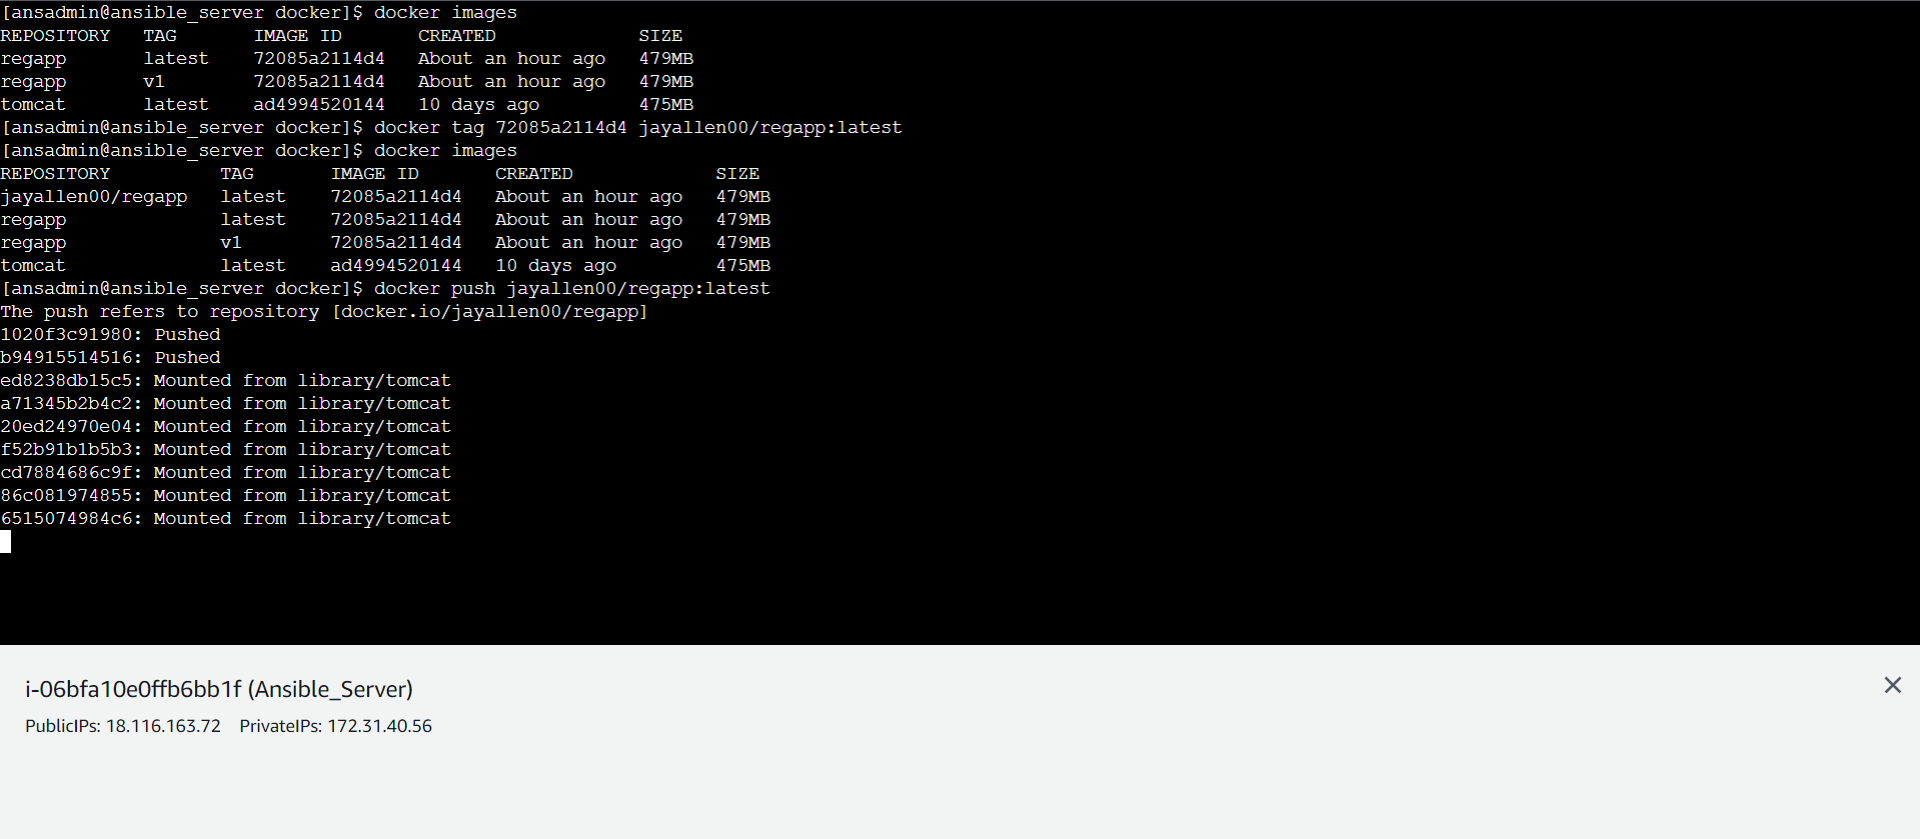 [ansadmin@ansible_server docker]$ docker images
REPOSITORY   TAG       IMAGE ID       CREATED             SIZE
regapp       latest    72085a2114d4   About an hour ago   479MB
regapp       v1        72085a2114d4   About an hour ago   479MB
tomcat       latest    ad4994520144   10 days ago         475MB
[ansadmin@ansible_server docker]$ docker tag 72085a2114d4 jayallen00/regapp:latest
[ansadmin@ansible_server docker]$ docker images
REPOSITORY          TAG       IMAGE ID       CREATED             SIZE
jayallen00/regapp   latest    72085a2114d4   About an hour ago   479MB
regapp              latest    72085a2114d4   About an hour ago   479MB
regapp              v1        72085a2114d4   About an hour ago   479MB
tomcat              latest    ad4994520144   10 days ago         475MB
[ansadmin@ansible_server docker]$ docker push jayallen00/regapp:latest
The push refers to repository [docker.io/jayallen00/regapp]
1020f3c91980: Pushed
b94915514516: Pushed
ed8238db15c5: Mounted from library/tomcat
a71345b2b4c2: Mounted from library/tomcat
20ed24970e04: Mounted from library/tomcat
f52b91b1b5b3: Mounted from library/tomcat
cd7884686c9f: Mounted from library/tomcat
86c081974855: Mounted from library/tomcat
6515074984c6: Mounted from library/tomcat
i-06bfa10e0ffb6bb1f (Ansible_Server)
PublicIPs: 18.116.163.72   PrivateIPs: 172.31.40.56